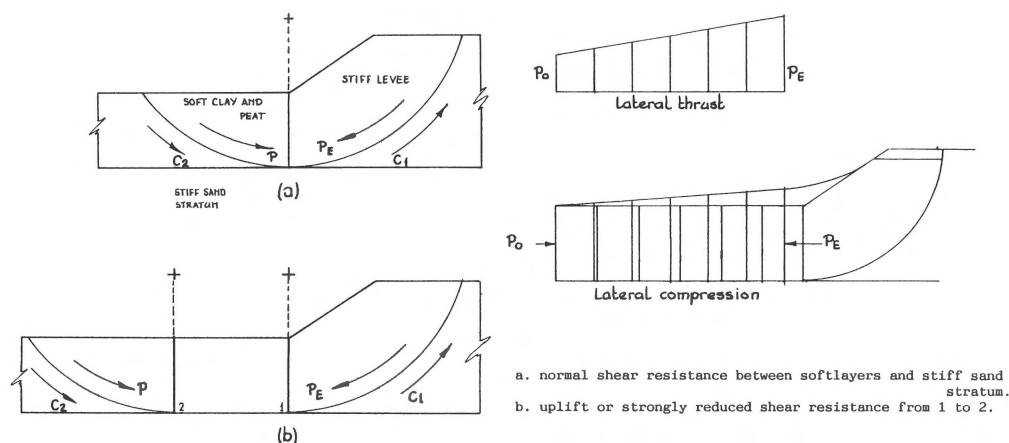 STIFF LEVEE
SOFT CLAY AND
PEAT
P
PE
C2
C1
STIFF SAND
STRATUM
(a)
P
PE
C2
2
1
C1
(b)
Po
PE
Lateral thrust
Po
PE
Lateral compression
a. normal shear resistance between softlayers and stiff sand
stratum.
b. uplift or strongly reduced shear resistance from 1 to 2.